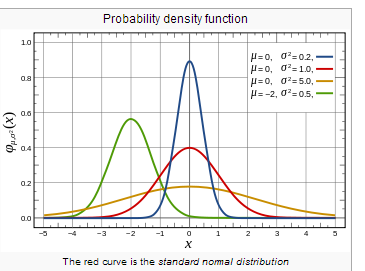 Probability density function
μ= 0, σ²= 0.2,
μ= 0, σ²= 1.0,
μ= 0, σ²= 5.0,
μ= −2, σ²= 0.5,
φμ,σ²(x)
1.0
0.8
0.6
0.4
0.2
0.0
−5 −4 −3 −2 −1 0 1 2 3 4 5
x
The red curve is the standard normal distribution